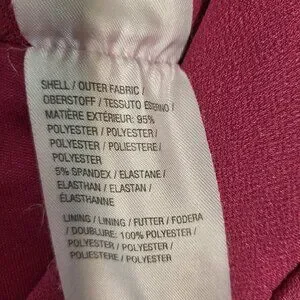 SHELL / OUTER FABRIC /
OBERSTOFF / TESSUTO ESTERNO /
MATIÈRE EXTÉRIEUR: 95%
POLYESTER / POLYESTER /
POLYESTER / POLIESTERE /
POLYESTER
5% SPANDEX / ELASTANE /
ELASTHAN / ELASTAN /
ÉLASTHANNE
LINING / LINING / FUTTER / FODERA
/ DOUBLURE: 100% POLYESTER /
POLYESTER / POLYESTER /
POLIESTERE / POLYESTER